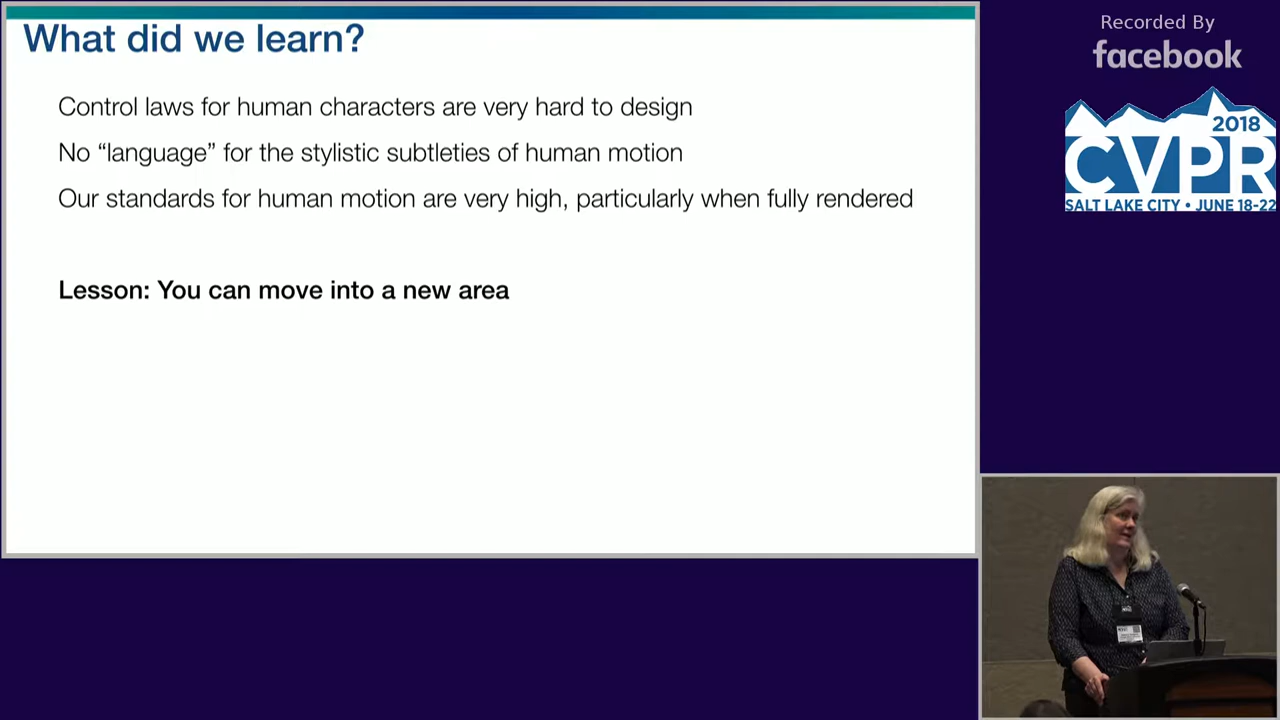 What did we learn?
Control laws for human characters are very hard to design
No “language” for the stylistic subtleties of human motion
Our standards for human motion are very high, particularly when fully rendered
Lesson: You can move into a new area
Recorded By
facebook
2018
CVPR
SALT LAKE CITY • JUNE 18-22